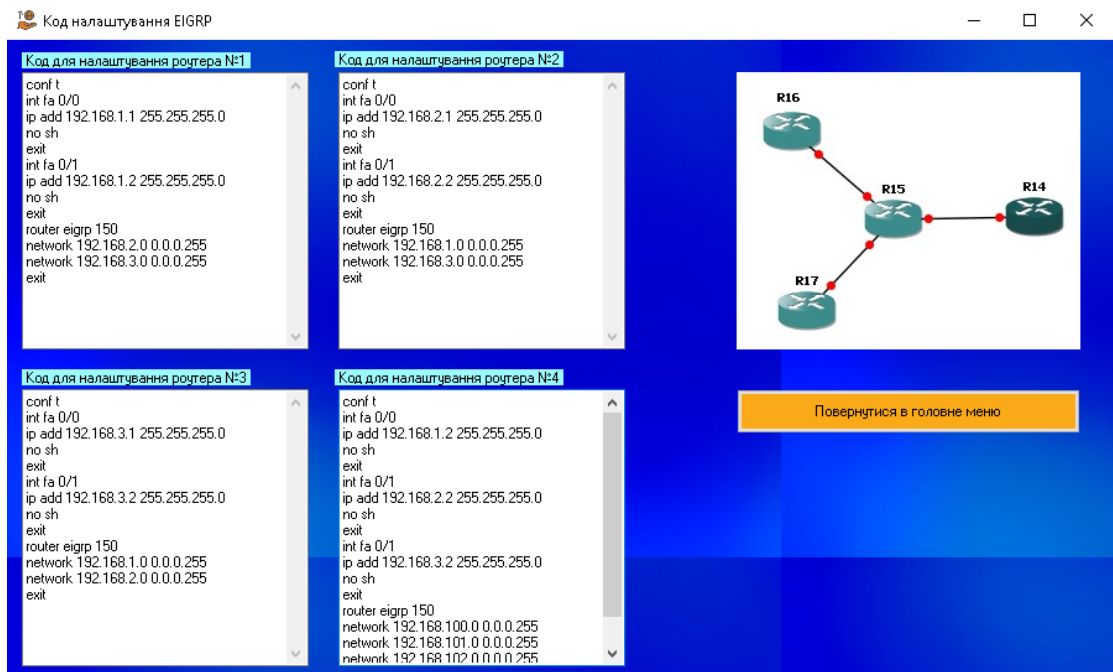 Код налаштування EIGRP
Код для налаштування роутера №1
conf t
int fa 0/0
ip add 192.168.1.1 255.255.255.0
no sh
exit
int fa 0/1
ip add 192.168.1.2 255.255.255.0
no sh
exit
router eigrp 150
network 192.168.2.0 0.0.0.255
network 192.168.3.0 0.0.0.255
exit
Код для налаштування роутера №2
conf t
int fa 0/0
ip add 192.168.2.1 255.255.255.0
no sh
exit
int fa 0/1
ip add 192.168.2.2 255.255.255.0
no sh
exit
router eigrp 150
network 192.168.1.0 0.0.0.255
network 192.168.3.0 0.0.0.255
exit
R16
R15
R14
R17
Код для налаштування роутера №3
conf t
int fa 0/0
ip add 192.168.3.1 255.255.255.0
no sh
exit
int fa 0/1
ip add 192.168.3.2 255.255.255.0
no sh
exit
router eigrp 150
network 192.168.1.0 0.0.0.255
network 192.168.2.0 0.0.0.255
exit
Код для налаштування роутера №4
conf t
int fa 0/0
ip add 192.168.1.2 255.255.255.0
no sh
exit
int fa 0/1
ip add 192.168.2.2 255.255.255.0
no sh
exit
int fa 0/1
ip add 192.168.3.2 255.255.255.0
no sh
exit
router eigrp 150
network 192.168.100.0 0.0.0.255
network 192.168.101.0 0.0.0.255
network 192.168.102.0 0.0.0.255
Повернутися в головне меню